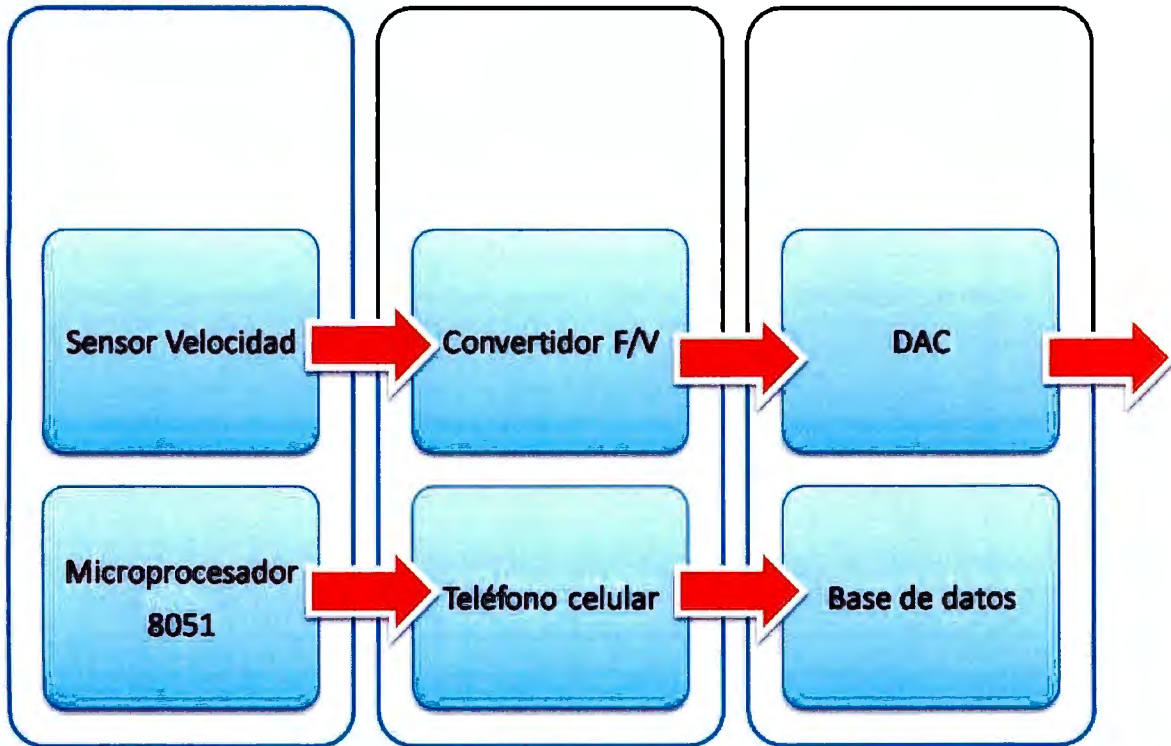 Sensor Velocidad
Convertidor F/V
DAC
Microprocesador
8051
Teléfono celular
Base de datos